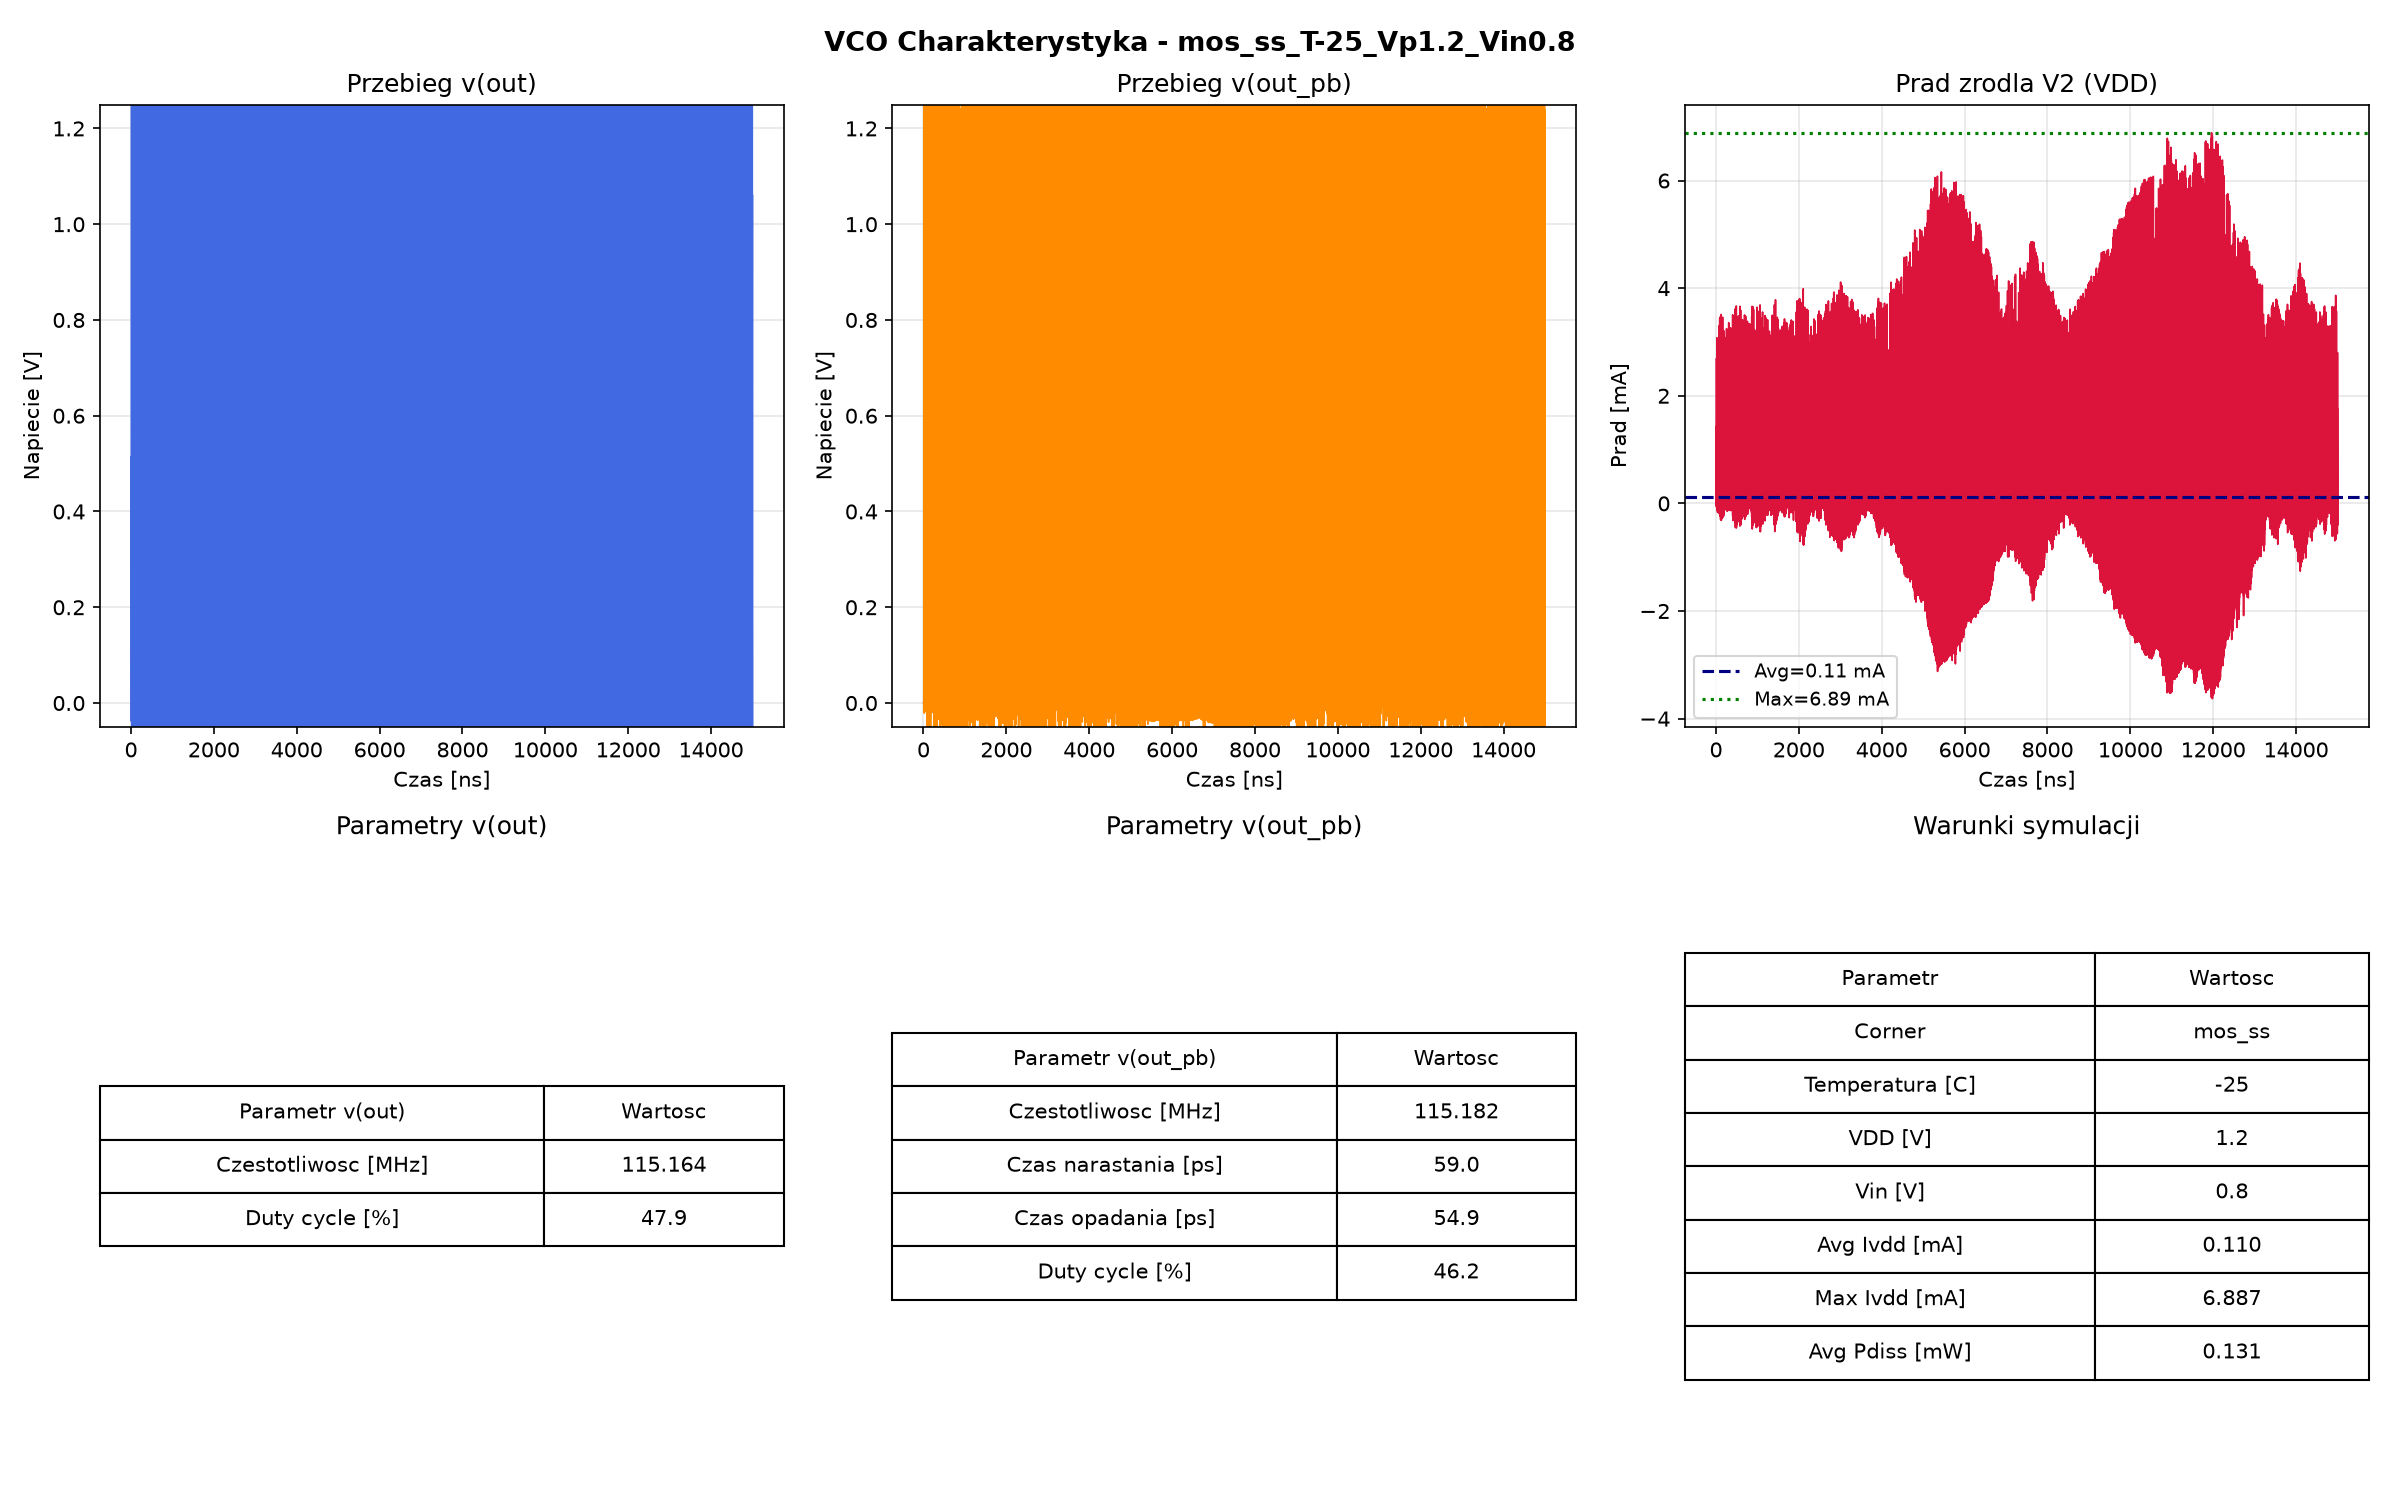 VCO Charakterystyka - mos_ss_T-25_Vp1.2_Vin0.8
Przebieg v(out)
Napiecie [V]
1.2
1.0
0.8
0.6
0.4
0.2
0.0
0 2000 4000 6000 8000 10000 12000 14000
Czas [ns]
Przebieg v(out_pb)
Napiecie [V]
1.2
1.0
0.8
0.6
0.4
0.2
0.0
0 2000 4000 6000 8000 10000 12000 14000
Czas [ns]
Prad zrodla V2 (VDD)
Prad [mA]
6
4
2
0
−2
−4
Avg=0.11 mA
Max=6.89 mA
0 2000 4000 6000 8000 10000 12000 14000
Czas [ns]
Parametry v(out)
Parametr v(out) Wartosc
Czestotliwosc [MHz] 115.164
Duty cycle [%] 47.9
Parametry v(out_pb)
Parametr v(out_pb) Wartosc
Czestotliwosc [MHz] 115.182
Czas narastania [ps] 59.0
Czas opadania [ps] 54.9
Duty cycle [%] 46.2
Warunki symulacji
Parametr Wartosc
Corner mos_ss
Temperatura [C] -25
VDD [V] 1.2
Vin [V] 0.8
Avg Ivdd [mA] 0.110
Max Ivdd [mA] 6.887
Avg Pdiss [mW] 0.131